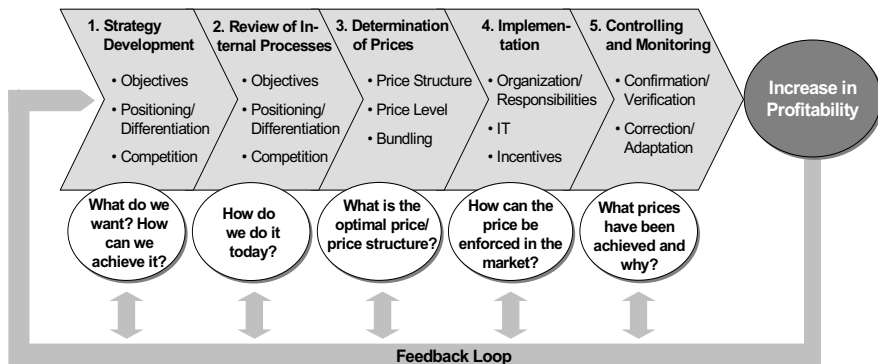 1. Strategy
Development
• Objectives
• Positioning/
Differentiation
• Competition
2. Review of In-
ternal Processes
• Objectives
• Positioning/
Differentiation
• Competition
3. Determination
of Prices
• Price Structure
• Price Level
• Bundling
4. Implemen-
tation
• Organization/
Responsibilities
• IT
• Incentives
5. Controlling
and Monitoring
• Confirmation/
Verification
• Correction/
Adaptation
Increase in
Profitability
What do we
want? How
can we
achieve it?
How do
we do it
today?
What is the
optimal price/
price structure?
How can the
price be
enforced in the
market?
What prices
have been
achieved and
why?
Feedback Loop